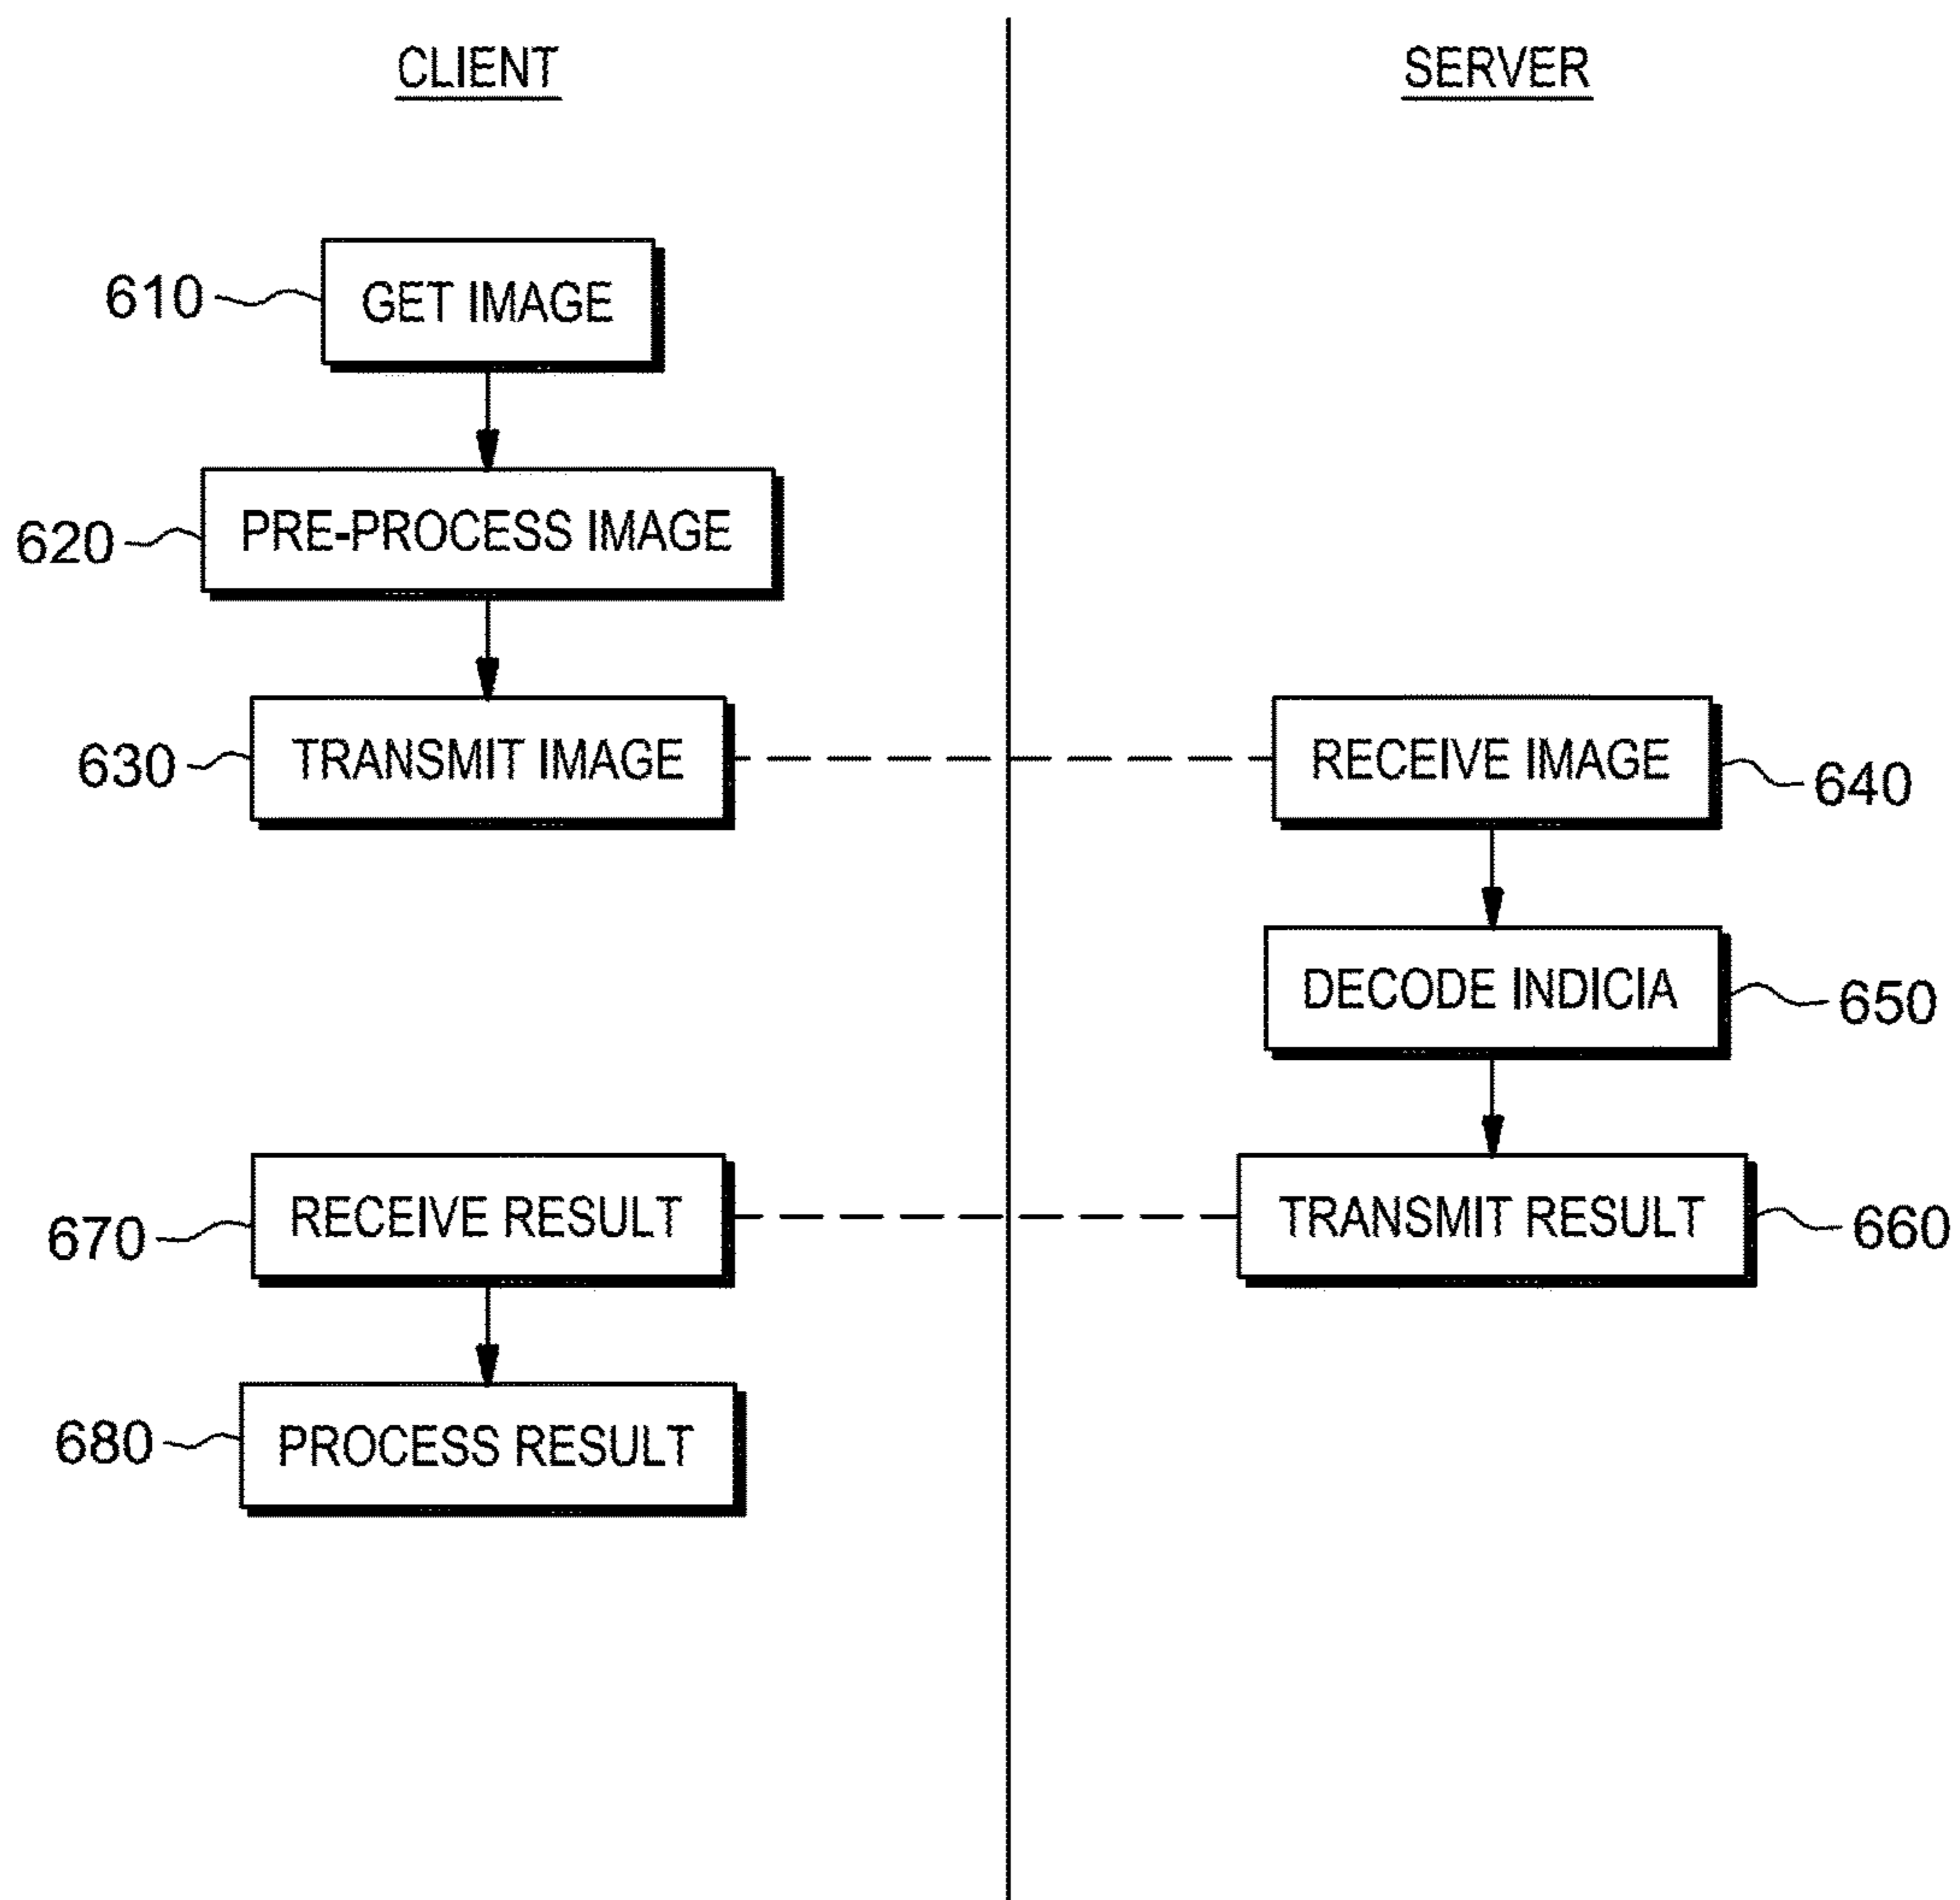 CLIENT
SERVER
610
GET IMAGE
620
PRE-PROCESS IMAGE
630
TRANSMIT IMAGE
RECEIVE IMAGE
640
DECODE INDICIA
650
670
RECEIVE RESULT
TRANSMIT RESULT
660
680
PROCESS RESULT